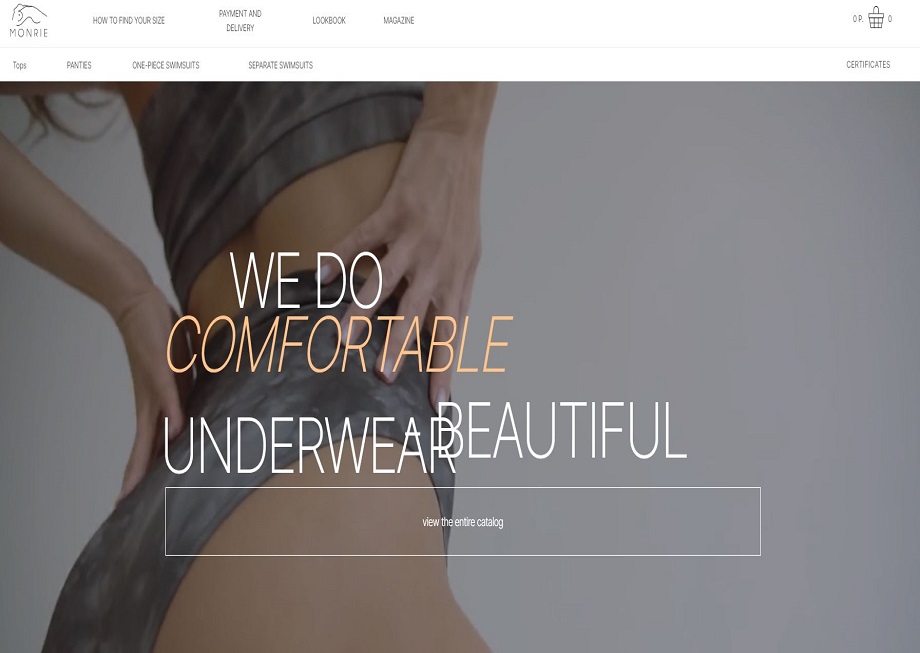 MONRIE
HOW TO FIND YOUR SIZE
PAYMENT AND
DELIVERY
LOOKBOOK
MAGAZINE
0 Р.
0
Tops
PANTIES
ONE-PIECE SWIMSUITS
SEPARATE SWIMSUITS
CERTIFICATES
WE DO
COMFORTABLE
UNDERWEAR
- BEAUTIFUL
view the entire catalog